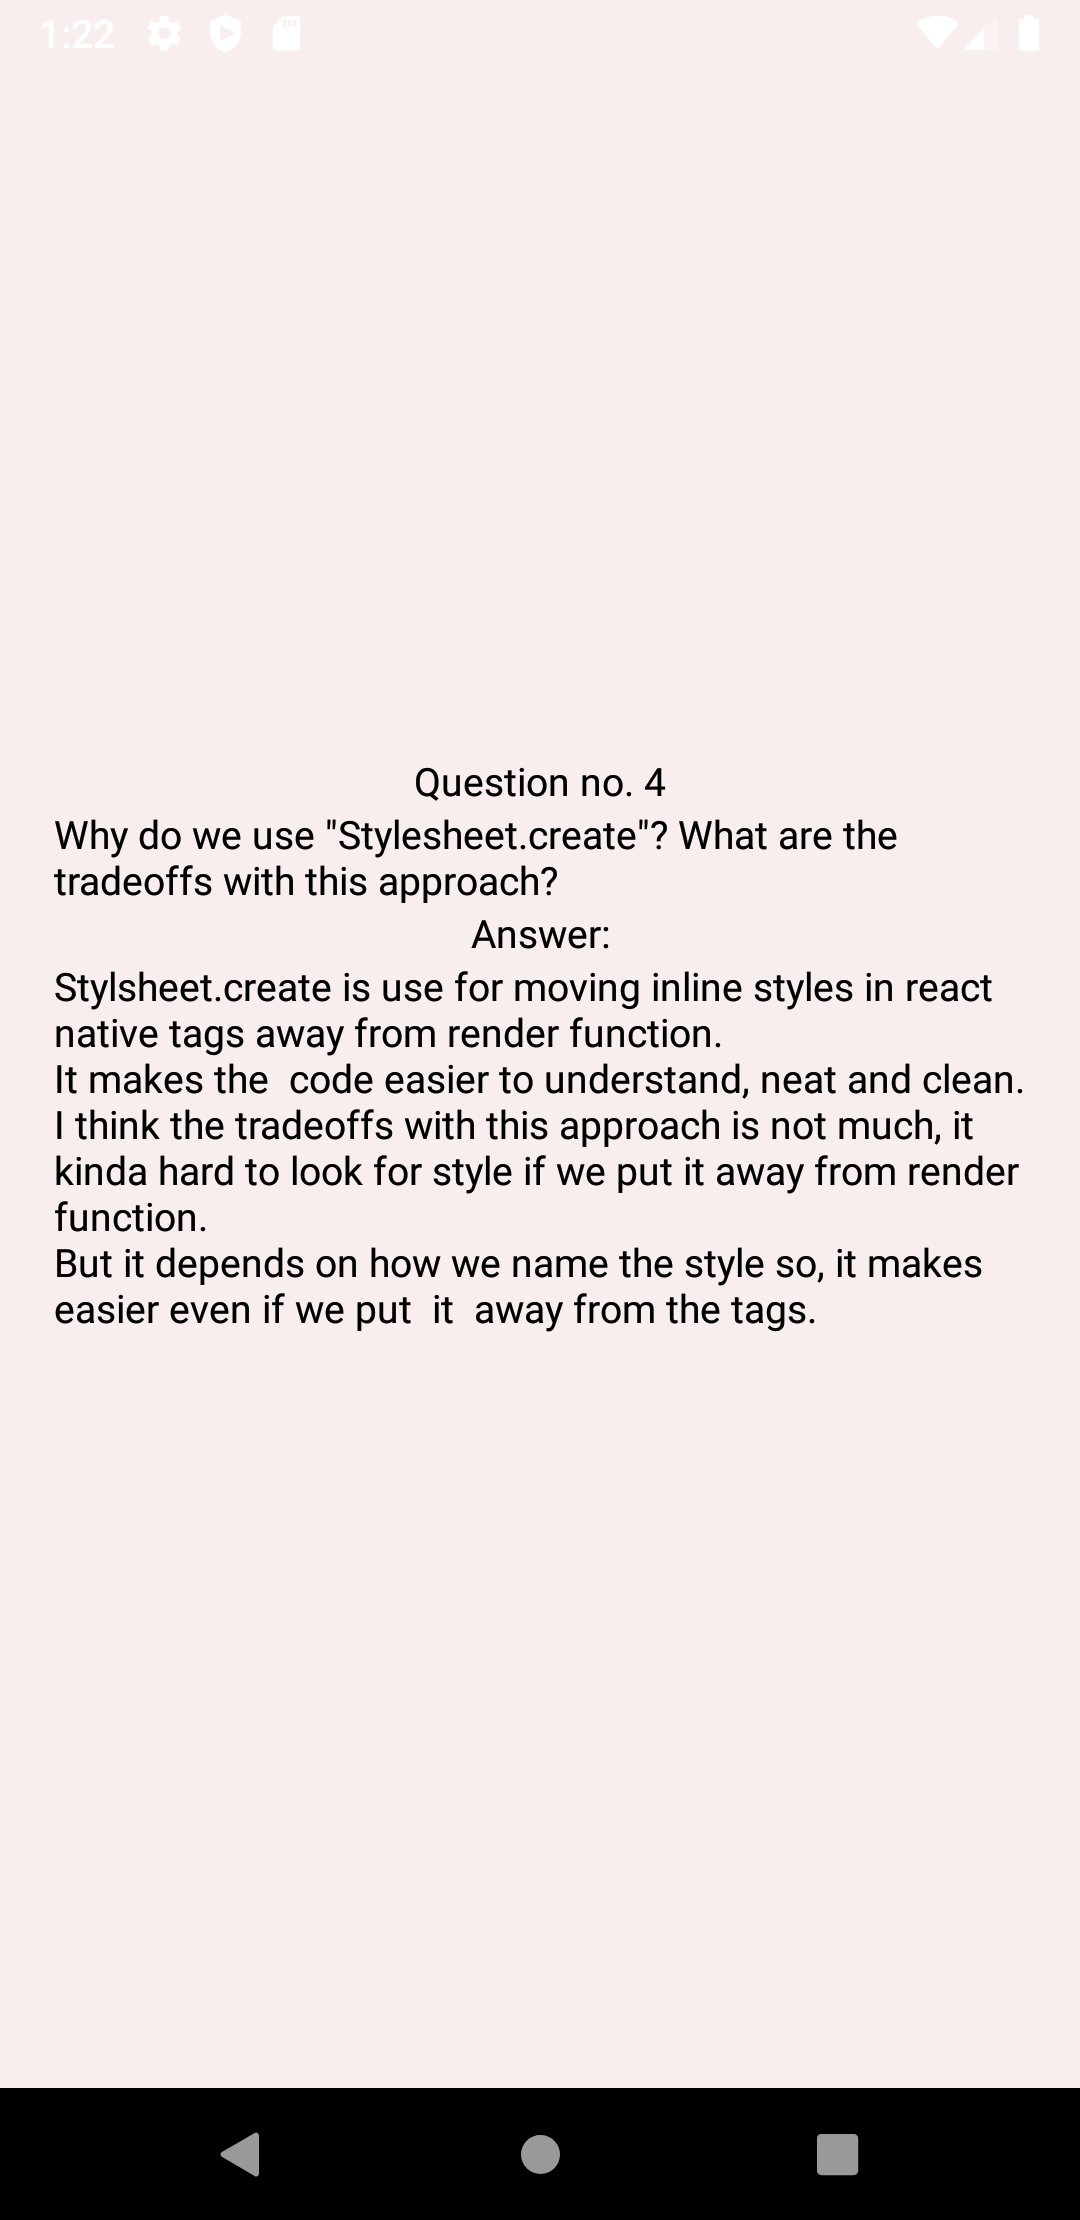 1:22
Question no. 4
Why do we use "Stylesheet.create"? What are the
tradeoffs with this approach?
Answer:
Stylsheet.create is use for moving inline styles in react
native tags away from render function.
It makes the  code easier to understand, neat and clean.
I think the tradeoffs with this approach is not much, it
kinda hard to look for style if we put it away from render
function.
But it depends on how we name the style so, it makes
easier even if we put  it  away from the tags.